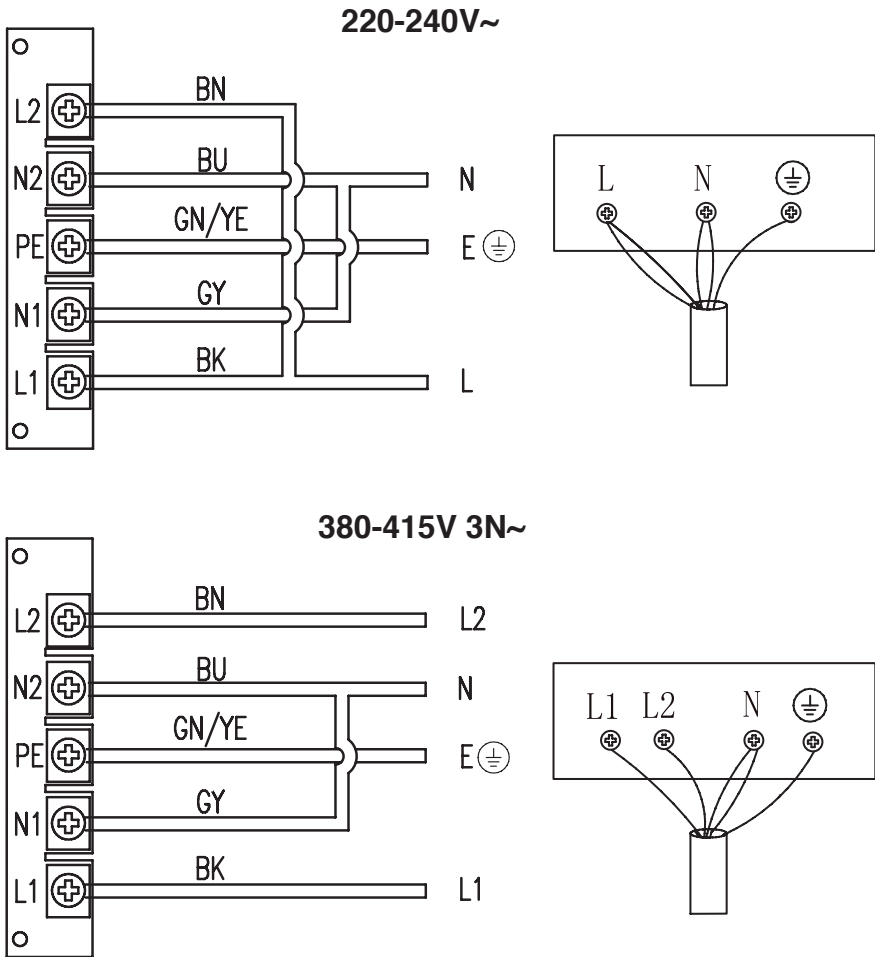 220-240V~
L2 BN
N2 BU N
PE GN/YE E
N1 GY
L1 BK L
L N
380-415V 3N~
L2 BN L2
N2 BU N
PE GN/YE E
N1 GY
L1 BK L1
L1 L2 N